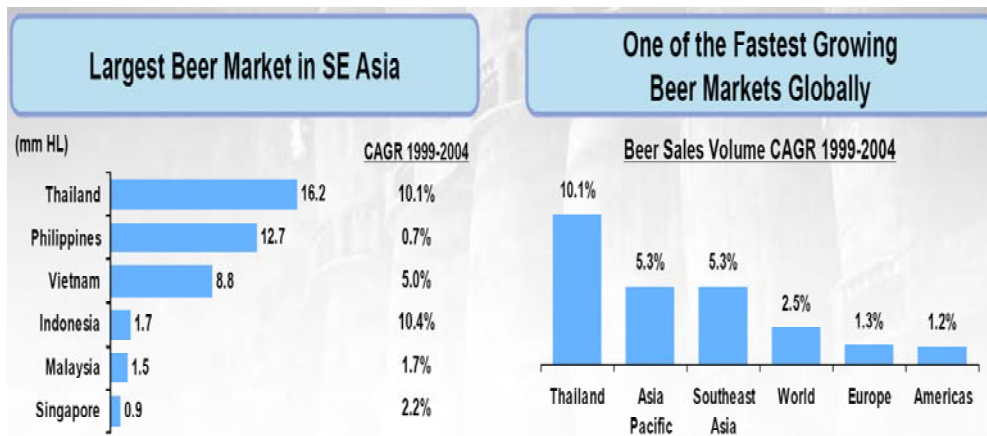 Largest Beer Market in SE Asia
(mm HL)
CAGR 1999-2004
Thailand 16.2 10.1%
Philippines 12.7 0.7%
Vietnam 8.8 5.0%
Indonesia 1.7 10.4%
Malaysia 1.5 1.7%
Singapore 0.9 2.2%
One of the Fastest Growing
Beer Markets Globally
Beer Sales Volume CAGR 1999-2004
10.1% 5.3% 5.3% 2.5% 1.3% 1.2%
Thailand Asia Southeast World Europe Americas
Pacific Asia